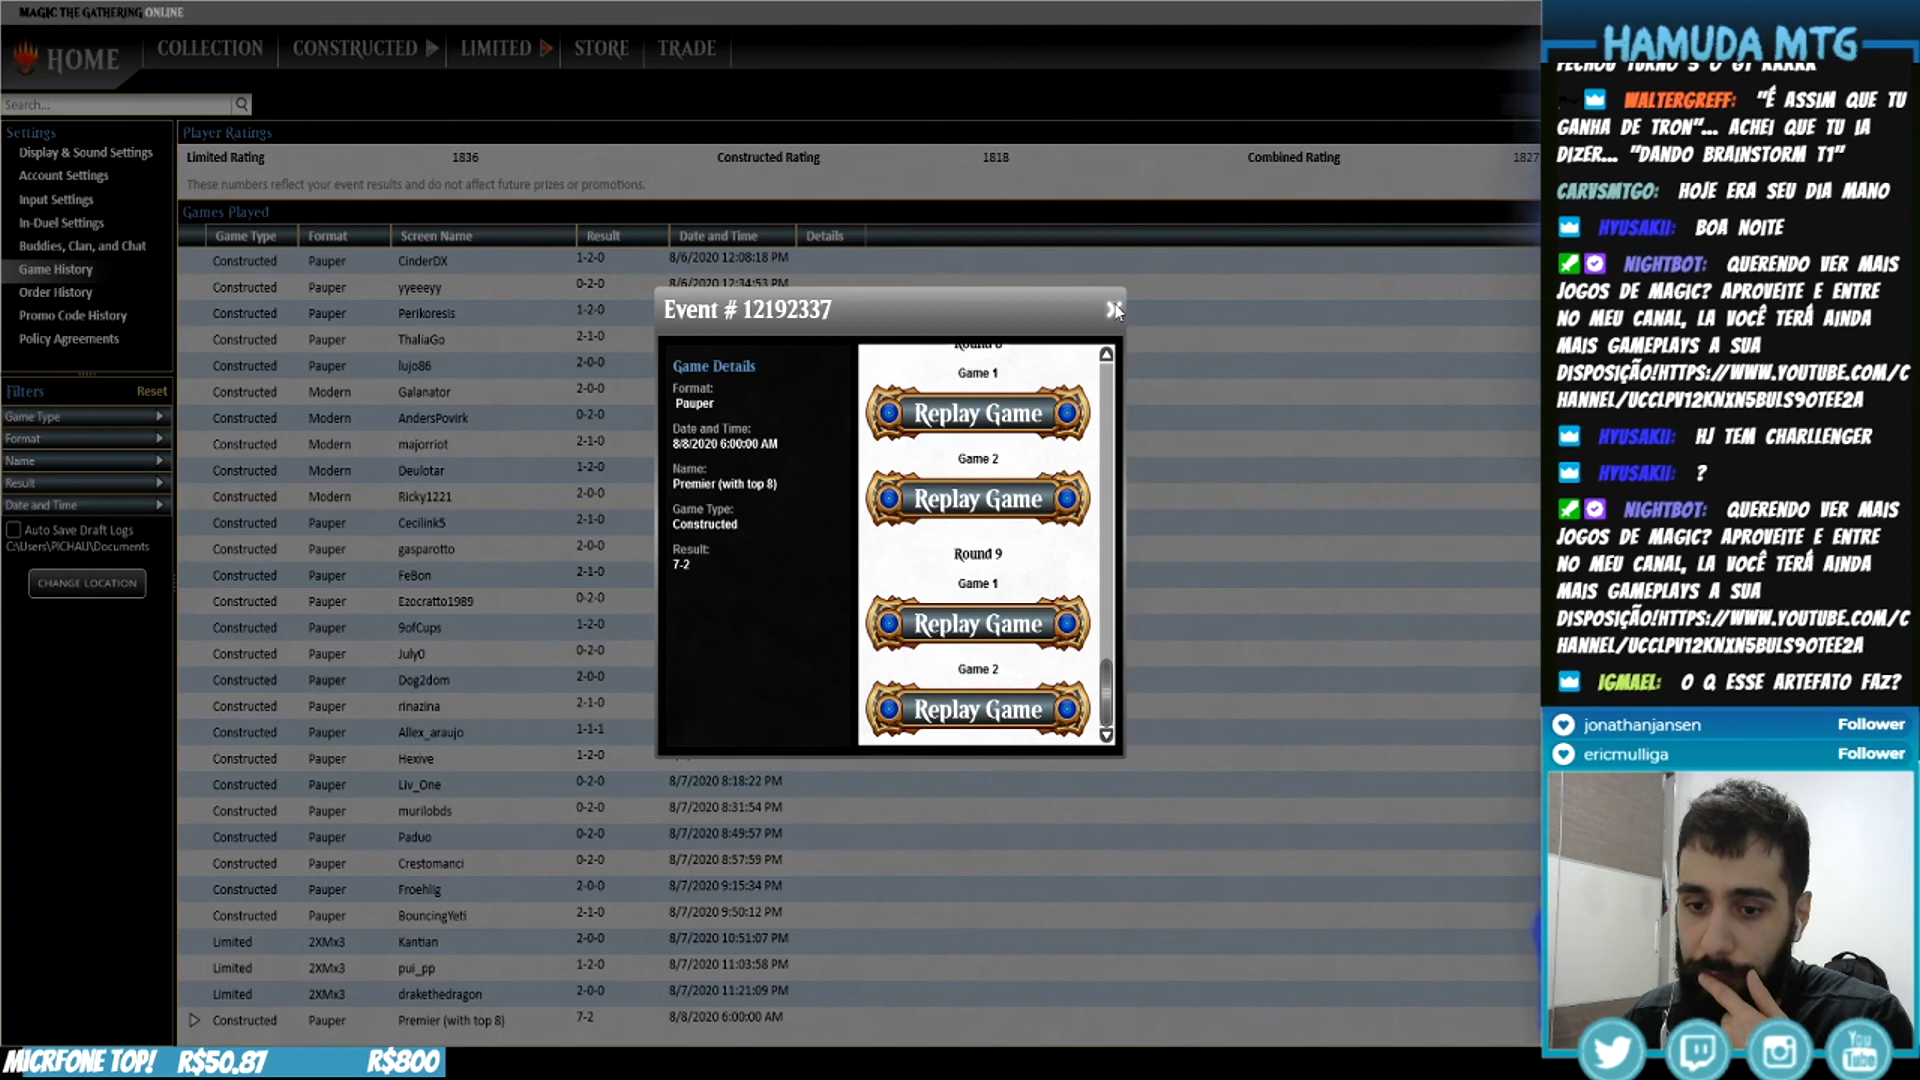 MAGIC THE GATHERING ONLINE
HOME
COLLECTION
CONSTRUCTED
LIMITED
STORE
TRADE
Search...
Settings
Display & Sound Settings
Account Settings
Input Settings
In-Duel Settings
Buddies, Clan, and Chat
Game History
Order History
Promo Code History
Policy Agreements
Filters Reset
Game Type
Format
Name
Result
Date and Time
Auto Save Draft Logs
C:\Users\PICHAU\Documents
CHANGE LOCATION
Player Ratings
Limited Rating 1836 Constructed Rating 1818 Combined Rating 1827
These numbers reflect your event results and do not affect future prizes or promotions.
Games Played
Game Type Format Screen Name Result Date and Time Details
Constructed Pauper CinderDX 1-2-0 8/6/2020 12:08:18 PM
Constructed Pauper yyeeyy 0-2-0 8/6/2020 12:34:53 PM
Constructed Pauper Perikoresis 1-2-0
Constructed Pauper ThaliaGo 2-1-0
Constructed Pauper lujo86 2-0-0
Constructed Modern Galanator 2-0-0
Constructed Modern AndersPovirk 0-2-0
Constructed Modern majorriot 2-1-0
Constructed Modern Deulotar 1-2-0
Constructed Modern Ricky1221 2-0-0
Constructed Pauper Cecilink5 2-1-0
Constructed Pauper gasparotto 2-0-0
Constructed Pauper FeBon 2-1-0
Constructed Pauper Ezocratto1989 0-2-0
Constructed Pauper 9ofCups 1-2-0
Constructed Pauper July0 0-2-0
Constructed Pauper Dog2dom 2-0-0
Constructed Pauper rinazina 2-1-0
Constructed Pauper Allex_araujo 1-1-1
Constructed Pauper Hexive 1-2-0
Constructed Pauper Liv_One 0-2-0 8/7/2020 8:18:22 PM
Constructed Pauper murilobds 0-2-0 8/7/2020 8:31:54 PM
Constructed Pauper Paduo 0-2-0 8/7/2020 8:49:57 PM
Constructed Pauper Crestomanci 0-2-0 8/7/2020 8:57:59 PM
Constructed Pauper Froehlig 2-0-0 8/7/2020 9:15:34 PM
Constructed Pauper BouncingYeti 2-1-0 8/7/2020 9:50:12 PM
Limited 2XMx3 Kantian 2-0-0 8/7/2020 10:51:07 PM
Limited 2XMx3 pui_pp 1-2-0 8/7/2020 11:03:58 PM
Limited 2XMx3 drakethedragon 2-0-0 8/7/2020 11:21:09 PM
Constructed Pauper Premier (with top 8) 7-2 8/8/2020 6:00:00 AM
Event # 12192337
Game Details
Format:
Pauper
Date and Time:
8/8/2020 6:00:00 AM
Name:
Premier (with top 8)
Game Type:
Constructed
Result:
7-2
Round 8
Game 1
Replay Game
Game 2
Replay Game
Round 9
Game 1
Replay Game
Game 2
Replay Game
HAMUDA MTG
FECHOU TURNO 5 O G1 KKKKK
WALTERGREFF: "É ASSIM QUE TU
GANHA DE TRON"... ACHEI QUE TU IA
DIZER... "DANDO BRAINSTORM T1"
CARVSMTGO: HOJE ERA SEU DIA MANO
HYUSAKII: BOA NOITE
NIGHTBOT: QUERENDO VER MAIS
JOGOS DE MAGIC? APROVEITE E ENTRE
NO MEU CANAL, LA VOCÊ TERÁ AINDA
MAIS GAMEPLAYS A SUA
DISPOSIÇÃO!HTTPS://WWW.YOUTUBE.COM/C
HANNEL/UCCLPV12KNXN5BULS9OTEE2A
HYUSAKII: HJ TEM CHARLLENGER
HYUSAKII: ?
NIGHTBOT: QUERENDO VER MAIS
JOGOS DE MAGIC? APROVEITE E ENTRE
NO MEU CANAL, LA VOCÊ TERÁ AINDA
MAIS GAMEPLAYS A SUA
DISPOSIÇÃO!HTTPS://WWW.YOUTUBE.COM/C
HANNEL/UCCLPV12KNXN5BULS9OTEE2A
IGMAEL: O Q ESSE ARTEFATO FAZ?
jonathanjansen Follower
ericmulliga Follower
You Tube
MICRFONE TOP! R$50.87 R$800